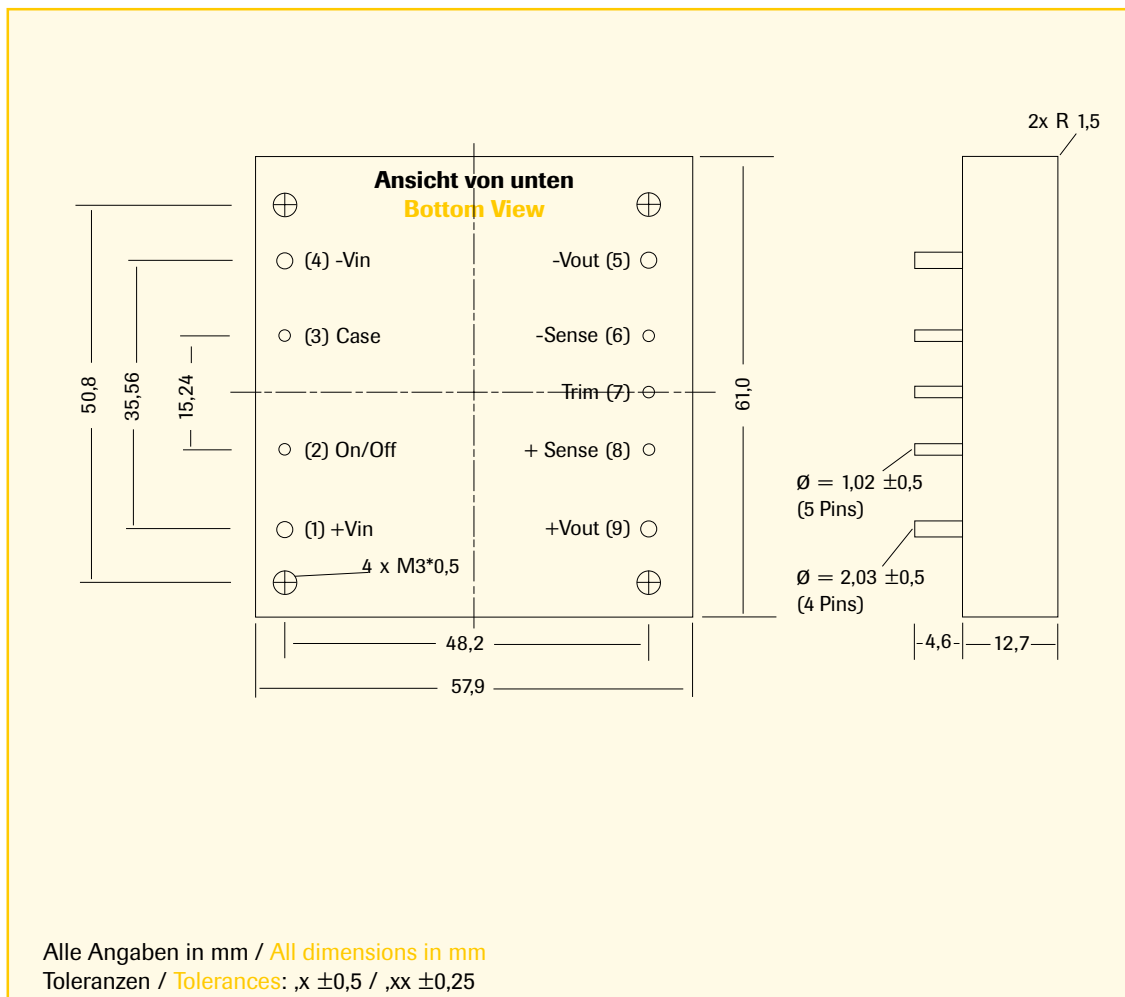 2x R 1,5
Ansicht von unten
Bottom View
(4) -Vin
-Vout (5)
(3) Case
-Sense (6)
Trim (7)
(2) On/Off
+ Sense (8)
(1) +Vin
+Vout (9)
4 x M3*0,5
50,8
35,56
15,24
61,0
48,2
57,9
Ø = 1,02 ±0,5
(5 Pins)
Ø = 2,03 ±0,5
(4 Pins)
4,6
12,7
Alle Angaben in mm / All dimensions in mm
Toleranzen / Tolerances: ,x ±0,5 / ,xx ±0,25